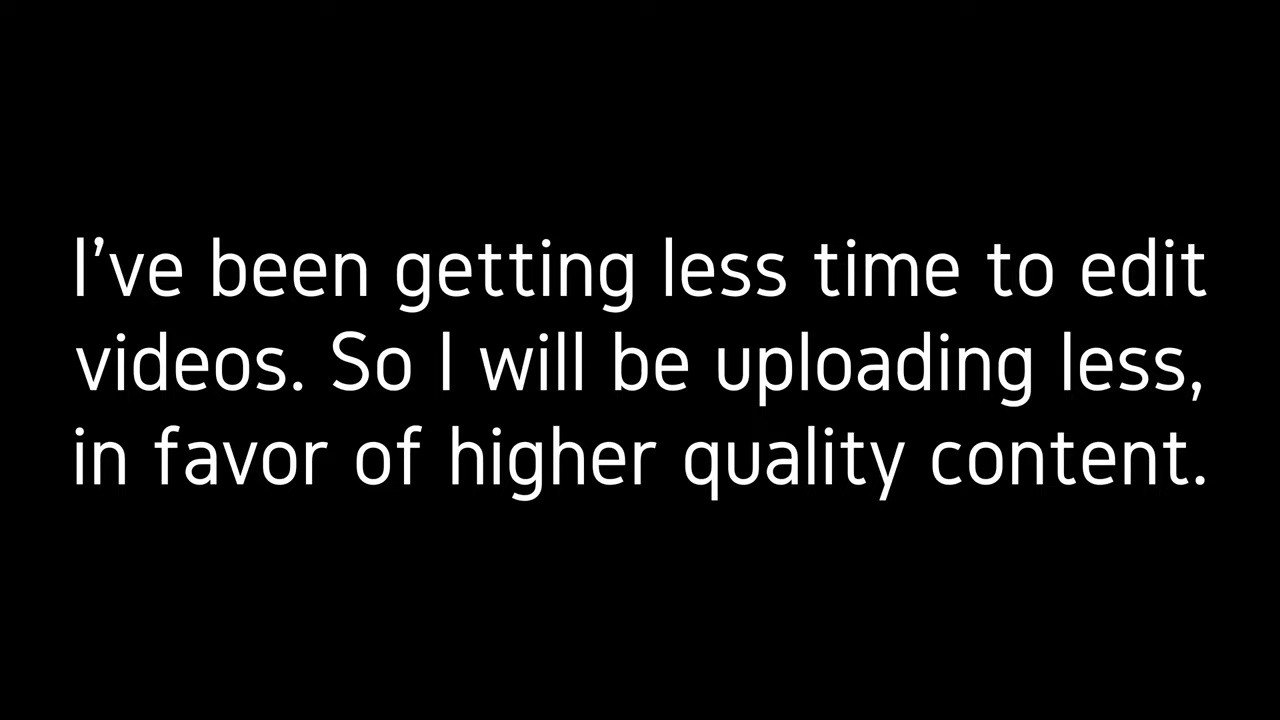 I’ve been getting less time to edit
videos. So I will be uploading less,
in favor of higher quality content.